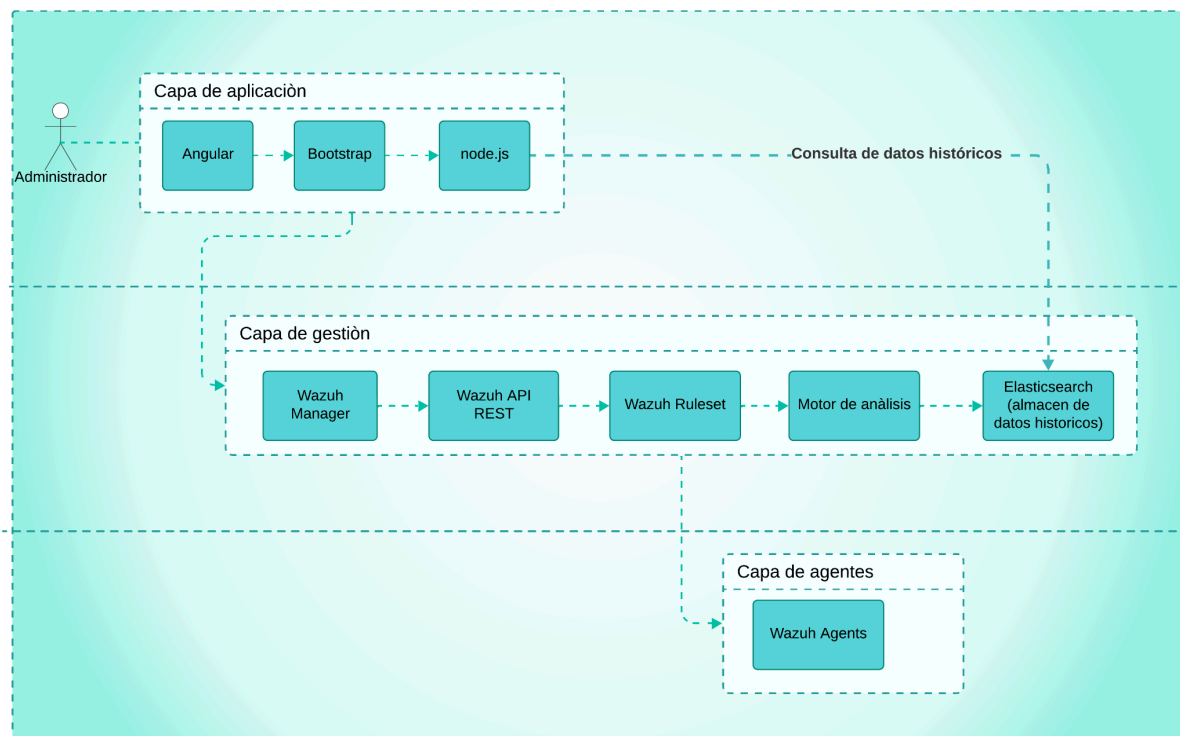 Capa de aplicaciòn
Administrador
Angular
Bootstrap
node.js
Consulta de datos históricos
Capa de gestiòn
Wazuh
Manager
Wazuh API
REST
Wazuh Ruleset
Motor de anàlisis
Elasticsearch
(almacen de
datos historicos)
Capa de agentes
Wazuh Agents